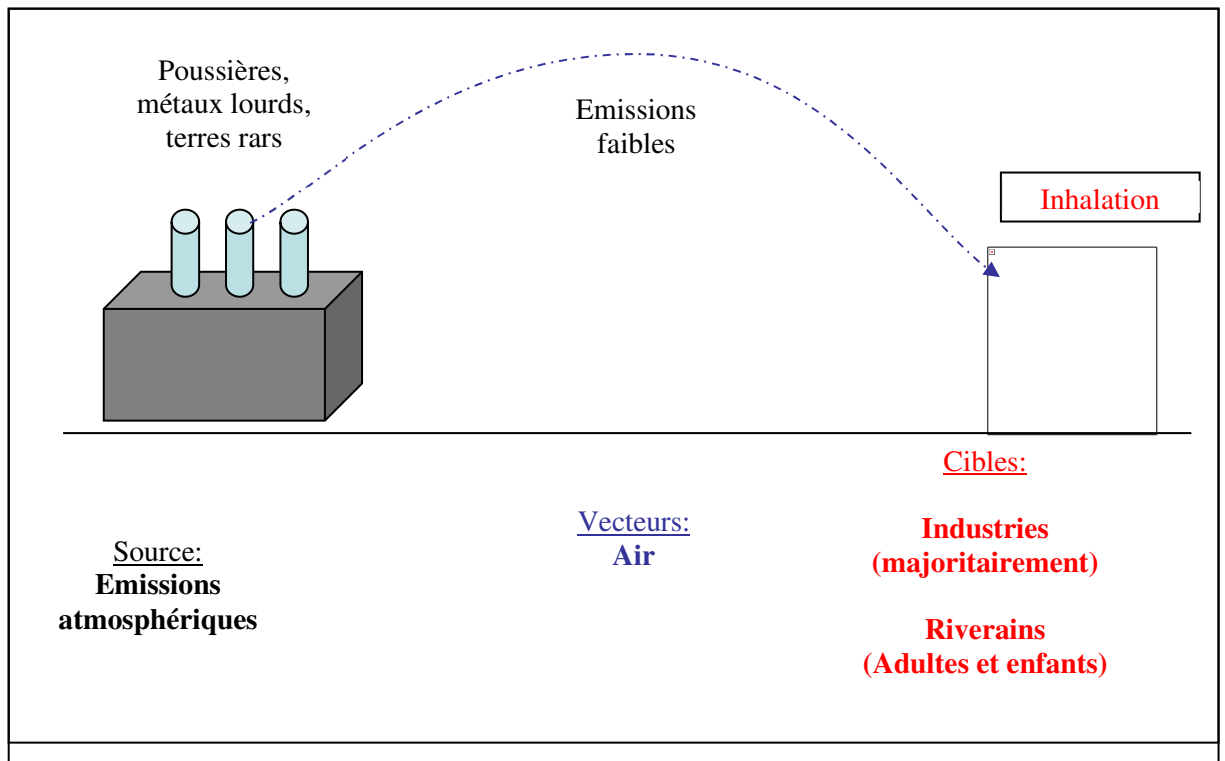 Poussières,
métaux lourds,
terres rars
Emissions
faibles
Inhalation
Source:
Emissions
atmosphériques
Vecteurs:
Air
Cibles:
Industries
(majoritairement)
Riverains
(Adultes et enfants)